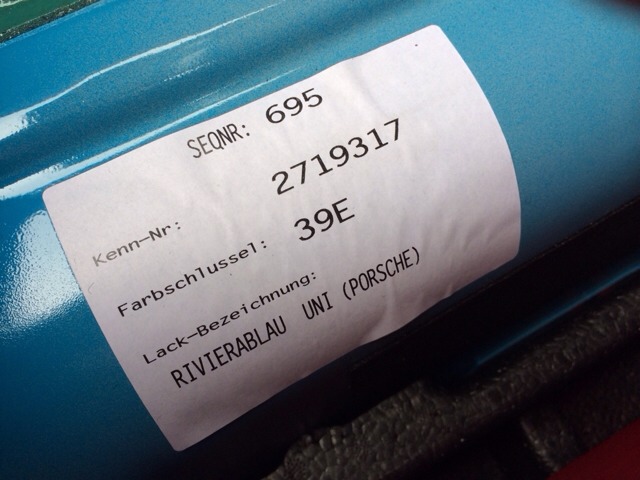 SEQNR: 695
Kenn-Nr: 2719317
Farbschlussel: 39E
Lack-Bezeichnung:
RIVIERABLAU UNI (PORSCHE)